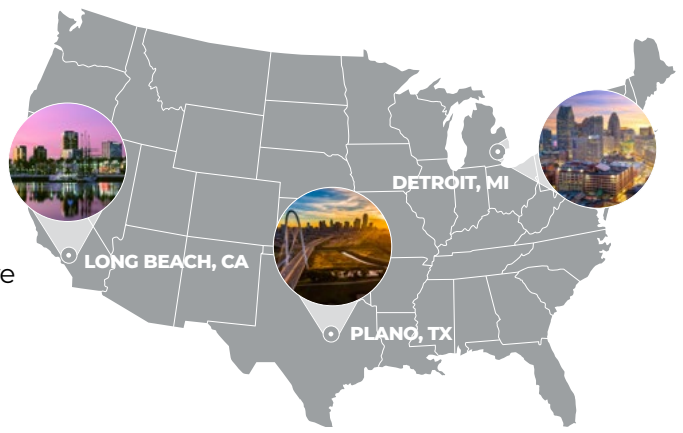 DETROIT, MI
LONG BEACH, CA
e
PLANO, TX